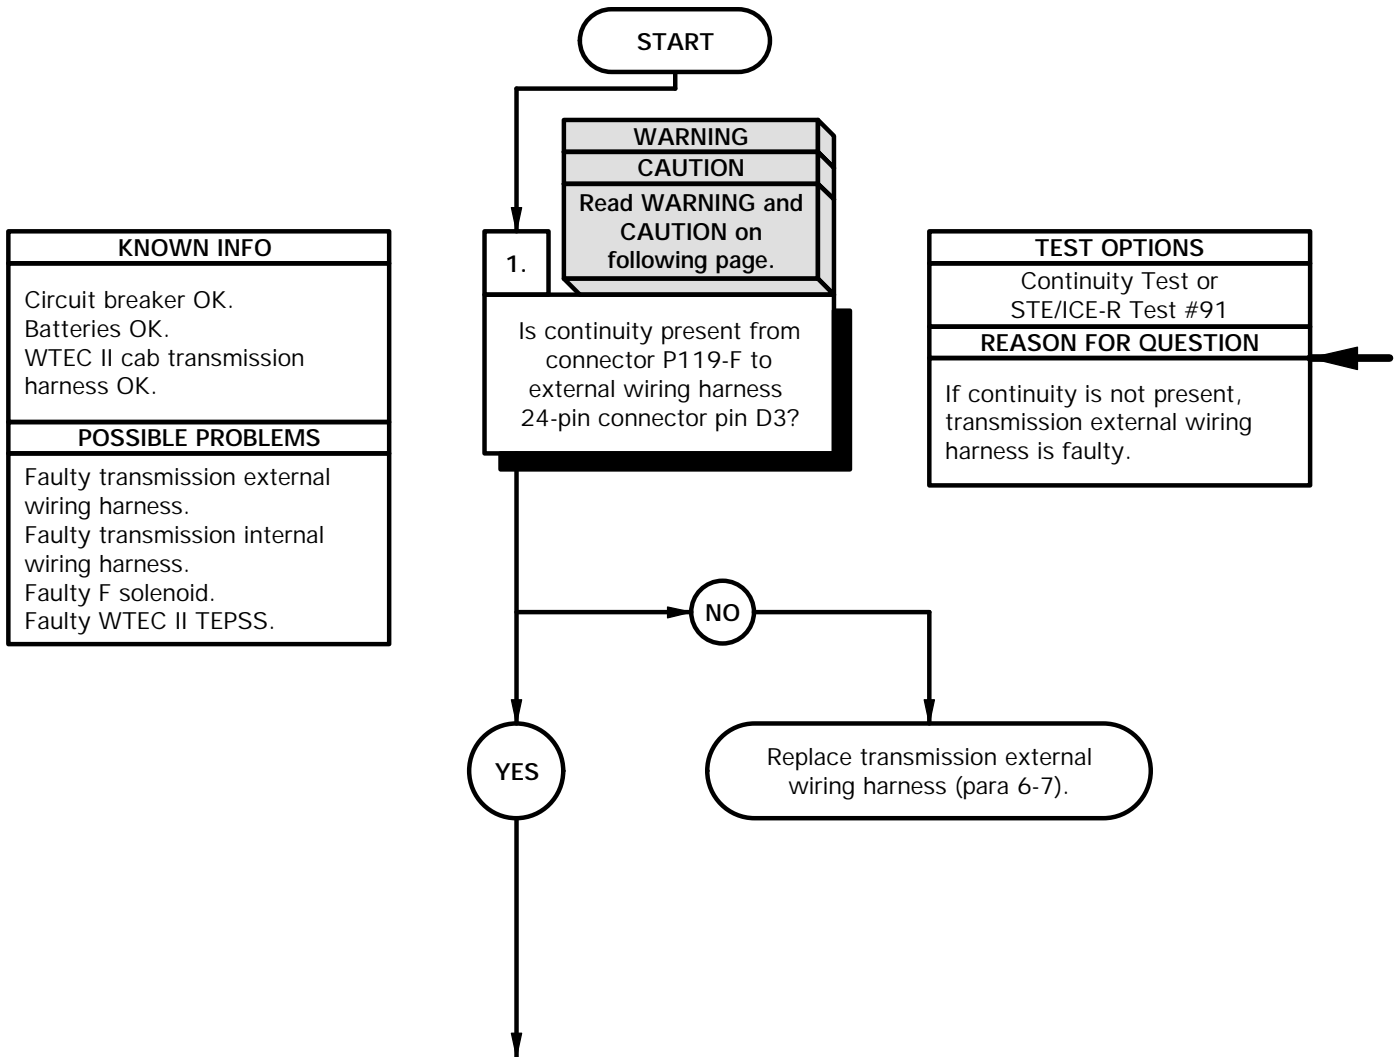 START
WARNING
CAUTION
Read WARNING and
CAUTION on
following page.
KNOWN INFO
Circuit breaker OK.
Batteries OK.
WTEC II cab transmission
harness OK.
POSSIBLE PROBLEMS
Faulty transmission external
wiring harness.
Faulty transmission internal
wiring harness.
Faulty F solenoid.
Faulty WTEC II TEPSS.
1.
Is continuity present from
connector P119-F to
external wiring harness
24-pin connector pin D3?
TEST OPTIONS
Continuity Test or
STE/ICE-R Test #91
REASON FOR QUESTION
If continuity is not present,
transmission external wiring
harness is faulty.
NO
YES
Replace transmission external
wiring harness (para 6-7).